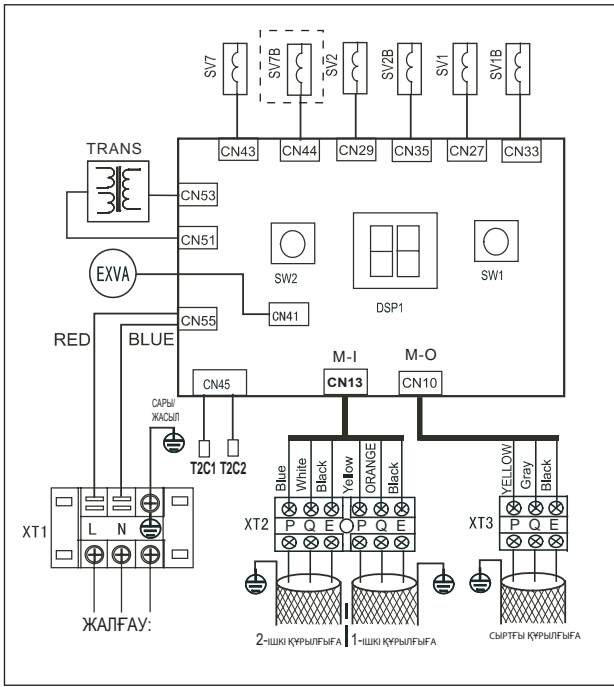 SV7 SV7B SV2 SV2B SV1 SV1B
CN43 CN44 CN29 CN35 CN27 CN33
TRANS
CN53
CN51
EXVA
SW2
DSP1
SW1
CN41
CN55
RED BLUE
M-I M-O
CN45 CN13 CN10
САРЫ/
ЖАСЫЛ
T2C1 T2C2
Blue White Black Yellow ORANGE Black
YELLOW Gray Black
XT1
L N
XT2
P Q E P Q E
XT3
P Q E
ЖАЛҒАУ:
2-ІШКІ ҚҰРЫЛҒЫҒА
1-ІШКІ ҚҰРЫЛҒЫҒА
СЫРТҒЫ ҚҰРЫЛҒЫҒА